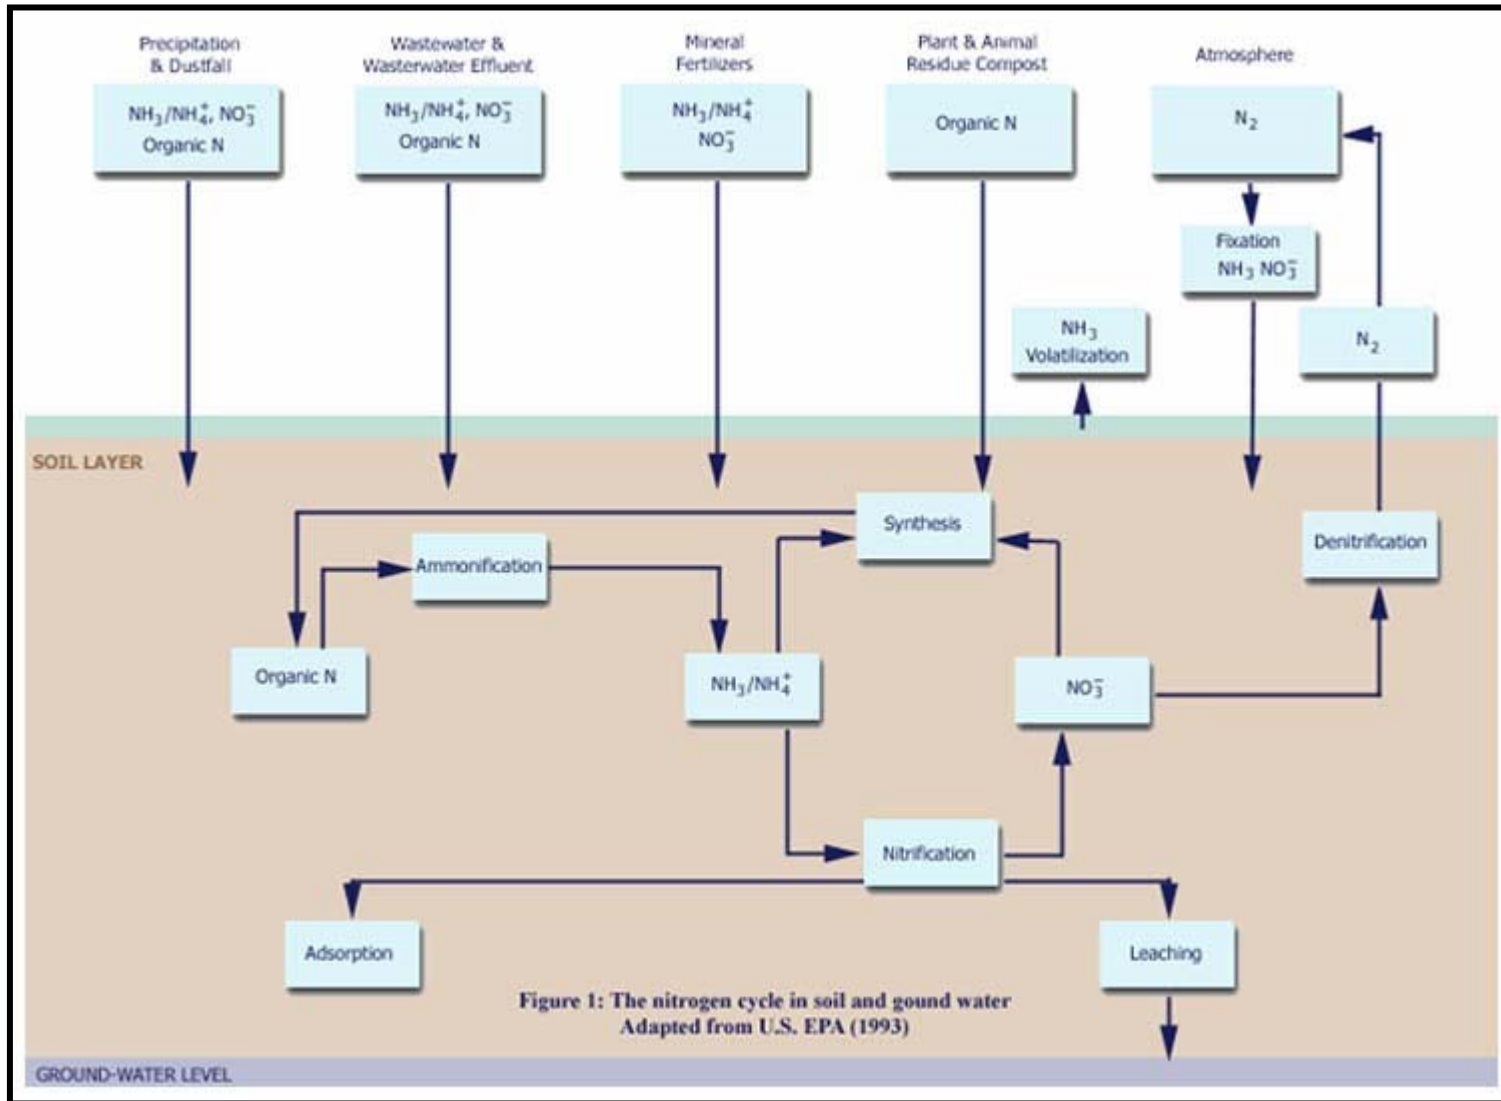 Precipitation
& Dustfall
Wastewater &
Wasterwater Effluent
Mineral
Fertilizers
Plant & Animal
Residue Compost
Atmosphere
NH₃/NH₄⁺, NO₃⁻
Organic N
NH₃/NH₄⁺, NO₃⁻
Organic N
NH₃/NH₄⁺
NO₃⁻
Organic N
N₂
Fixation
NH₃ NO₃⁻
NH₃
Volatilization
N₂
SOIL LAYER
Synthesis
Denitrification
Ammonification
Organic N
NH₃/NH₄⁺
NO₃⁻
Nitrification
Adsorption
Leaching
Figure 1: The nitrogen cycle in soil and gound water
Adapted from U.S. EPA (1993)
GROUND-WATER LEVEL